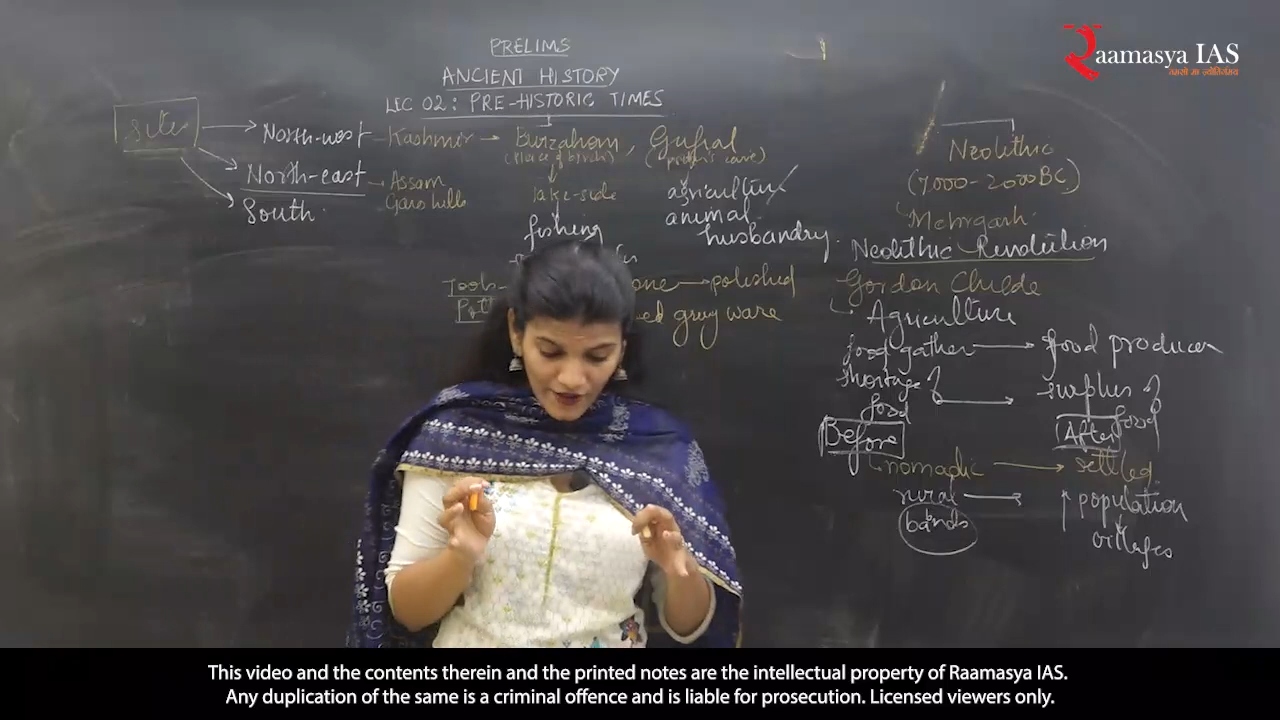 Raamasya IAS
तमसो मा ज्योतिर्गमय
PRELIMS
ANCIENT HISTORY
LEC 02: PRE-HISTORIC TIMES
Sites
North-west
Kashmir
Burzahom, Gufral
(Place of birch)
(potter's cave)
North-east
Assam
Garo hills
South
lake-side
fishing
agriculture
animal
husbandry
Tools
polished
grey ware
Neolithic
(7000-2000BC)
Mehrgarh
Neolithic Revolution
Gordon Childe
Agriculture
food gather
food producer
shortage of
food
surplus of
food
Before
After
nomadic
settled
rural
bands
population
villages
This video and the contents therein and the printed notes are the intellectual property of Raamasya IAS.
Any duplication of the same is a criminal offence and is liable for prosecution. Licensed viewers only.